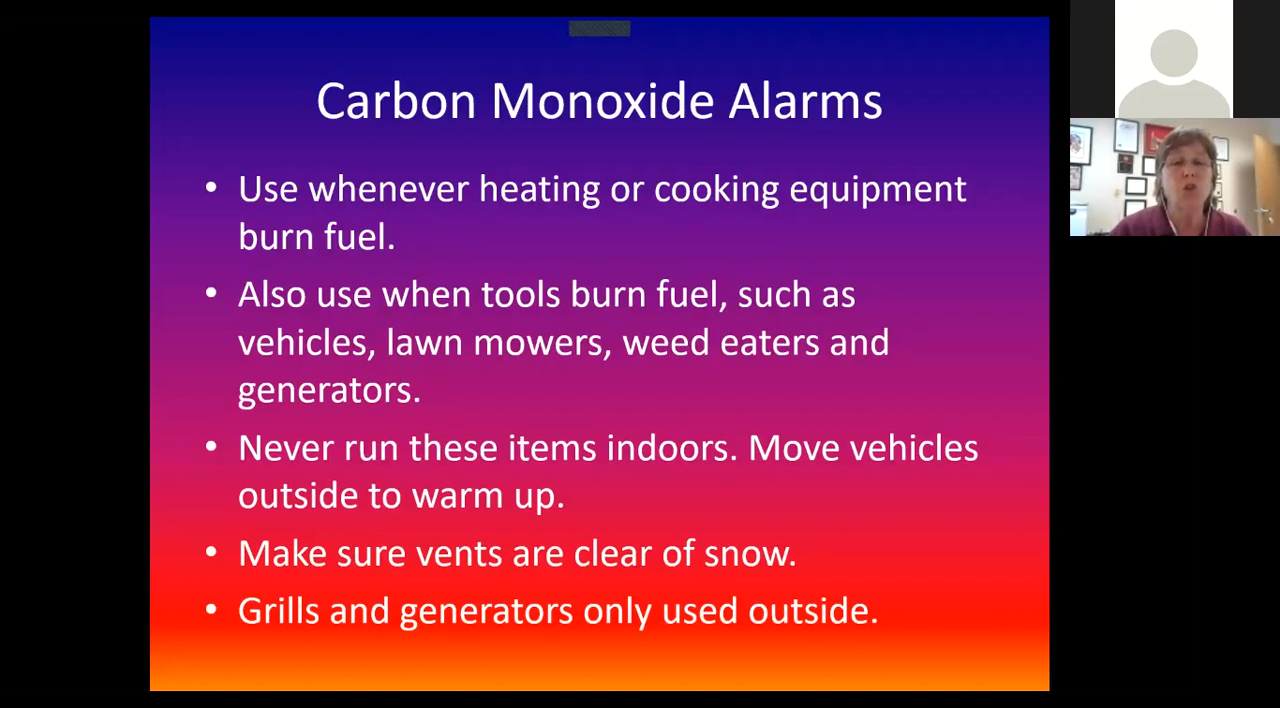 Carbon Monoxide Alarms
• Use whenever heating or cooking equipment
burn fuel.
• Also use when tools burn fuel, such as
vehicles, lawn mowers, weed eaters and
generators.
• Never run these items indoors. Move vehicles
outside to warm up.
• Make sure vents are clear of snow.
• Grills and generators only used outside.